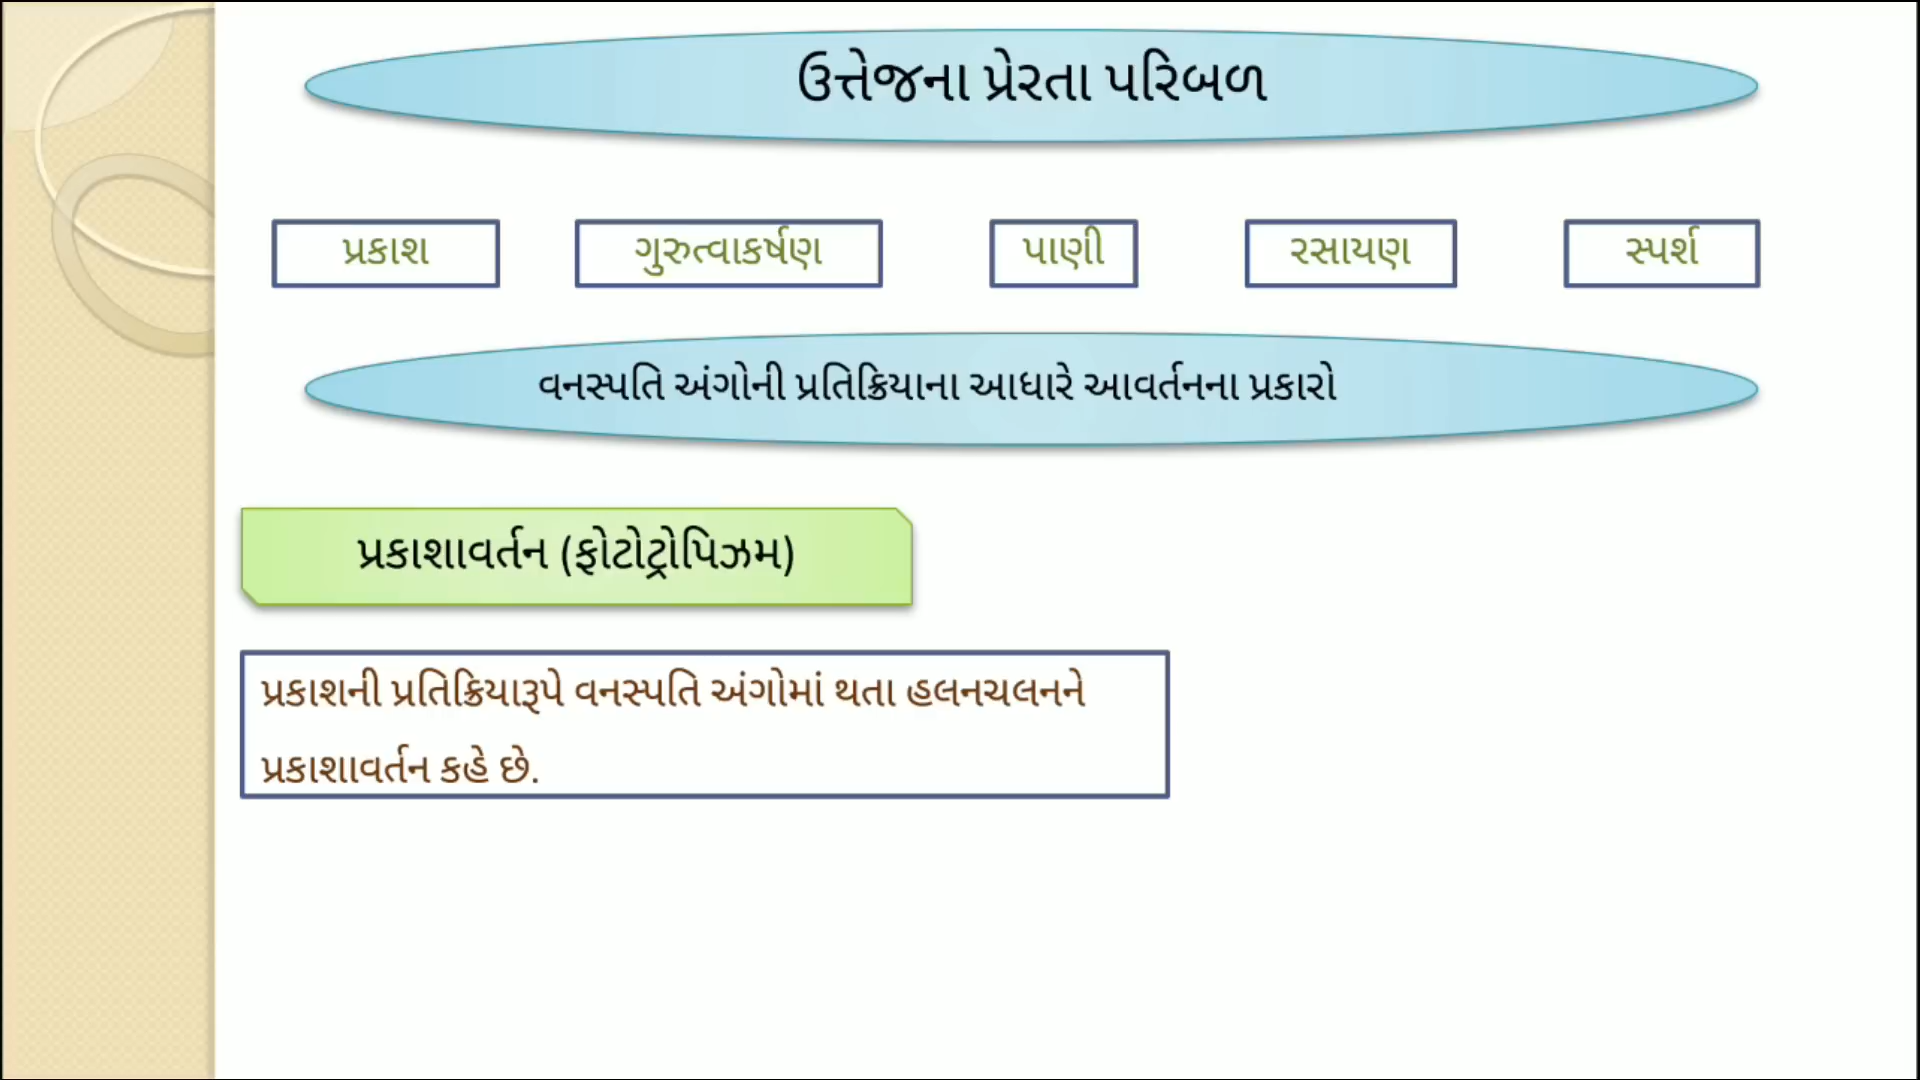 ઉત્તેજના પ્રેરતા પરિબળ
પ્રકાશ ગુરુત્વાકર્ષણ પાણી રસાયણ સ્પર્શ
વનસ્પતિ અંગોની પ્રતિક્રિયાના આધારે આવર્તનના પ્રકારો
પ્રકાશાવર્તન (ફોટોટ્રોપિઝમ)
પ્રકાશની પ્રતિક્રિયારૂપે વનસ્પતિ અંગોમાં થતા હલનચલનને
પ્રકાશાવર્તન કહે છે.